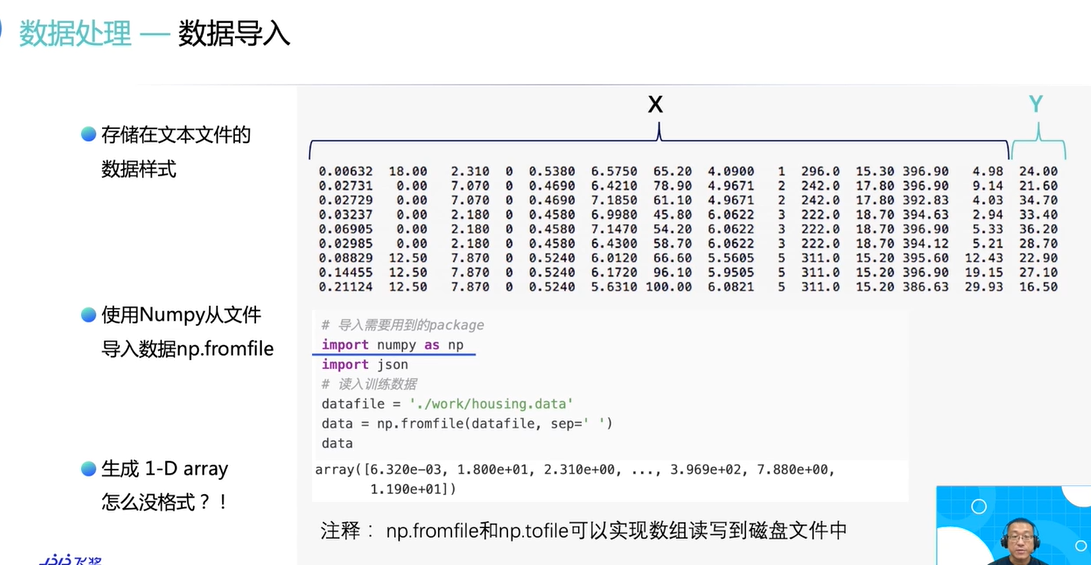 数据处理 — 数据导入
存储在文本文件的
数据样式
X
Y
0.00632 18.00 2.310 0 0.5380 6.5750 65.20 4.0900 1 296.0 15.30 396.90 4.98 24.00
0.02731 0.00 7.070 0 0.4690 6.4210 78.90 4.9671 2 242.0 17.80 396.90 9.14 21.60
0.02729 0.00 7.070 0 0.4690 7.1850 61.10 4.9671 2 242.0 17.80 392.83 4.03 34.70
0.03237 0.00 2.180 0 0.4580 6.9980 45.80 6.0622 3 222.0 18.70 394.63 2.94 33.40
0.06905 0.00 2.180 0 0.4580 7.1470 54.20 6.0622 3 222.0 18.70 396.90 5.33 36.20
0.02985 0.00 2.180 0 0.4580 6.4300 58.70 6.0622 3 222.0 18.70 394.12 5.21 28.70
0.08829 12.50 7.870 0 0.5240 6.0120 66.60 5.5605 5 311.0 15.20 395.60 12.43 22.90
0.14455 12.50 7.870 0 0.5240 6.1720 96.10 5.9505 5 311.0 15.20 396.90 19.15 27.10
0.21124 12.50 7.870 0 0.5240 5.6310 100.00 6.0821 5 311.0 15.20 386.63 29.93 16.50
使用Numpy从文件
导入数据np.fromfile
# 导入需要用到的package
import numpy as np
import json
# 读入训练数据
datafile = './work/housing.data'
data = np.fromfile(datafile, sep=' ')
data
array([6.320e-03, 1.800e+01, 2.310e+00, ..., 3.969e+02, 7.880e+00,
1.190e+01])
生成 1-D array
怎么没格式？！
注释： np.fromfile和np.tofile可以实现数组读写到磁盘文件中
飞桨